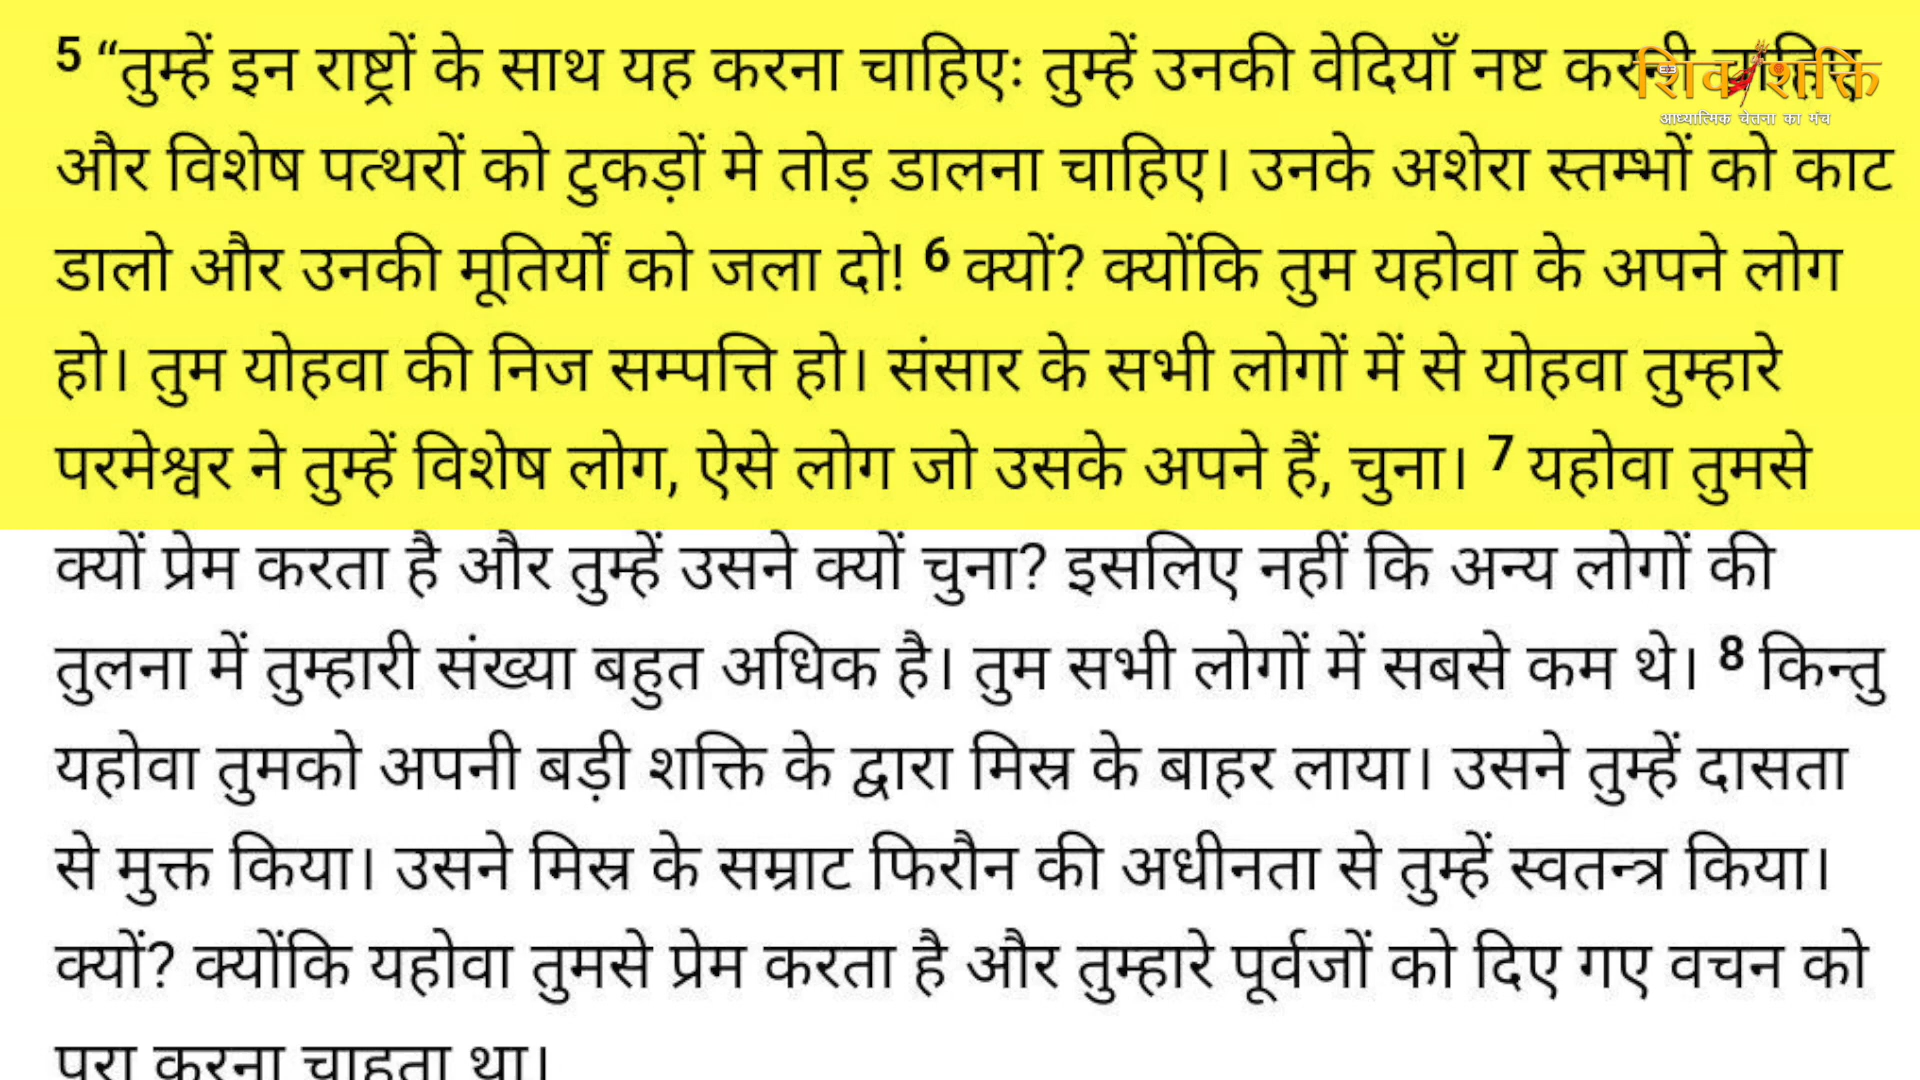 5 “तुम्हें इन राष्ट्रों के साथ यह करना चाहिएः तुम्हें उनकी वेदियाँ नष्ट करनी चाहिए
शिव शक्ति
आध्यात्मिक चेतना का मंच
और विशेष पत्थरों को टुकड़ों मे तोड़ डालना चाहिए। उनके अशेरा स्तम्भों को काट
डालो और उनकी मूतिर्यों को जला दो! 6 क्यों? क्योंकि तुम यहोवा के अपने लोग
हो। तुम योहवा की निज सम्पत्ति हो। संसार के सभी लोगों में से योहवा तुम्हारे
परमेश्वर ने तुम्हें विशेष लोग, ऐसे लोग जो उसके अपने हैं, चुना। 7 यहोवा तुमसे
क्यों प्रेम करता है और तुम्हें उसने क्यों चुना? इसलिए नहीं कि अन्य लोगों की
तुलना में तुम्हारी संख्या बहुत अधिक है। तुम सभी लोगों में सबसे कम थे। 8 किन्तु
यहोवा तुमको अपनी बड़ी शक्ति के द्वारा मिस्र के बाहर लाया। उसने तुम्हें दासता
से मुक्त किया। उसने मिस्र के सम्राट फिरौन की अधीनता से तुम्हें स्वतन्त्र किया।
क्यों? क्योंकि यहोवा तुमसे प्रेम करता है और तुम्हारे पूर्वजों को दिए गए वचन को
पूरा करना चाहता था।